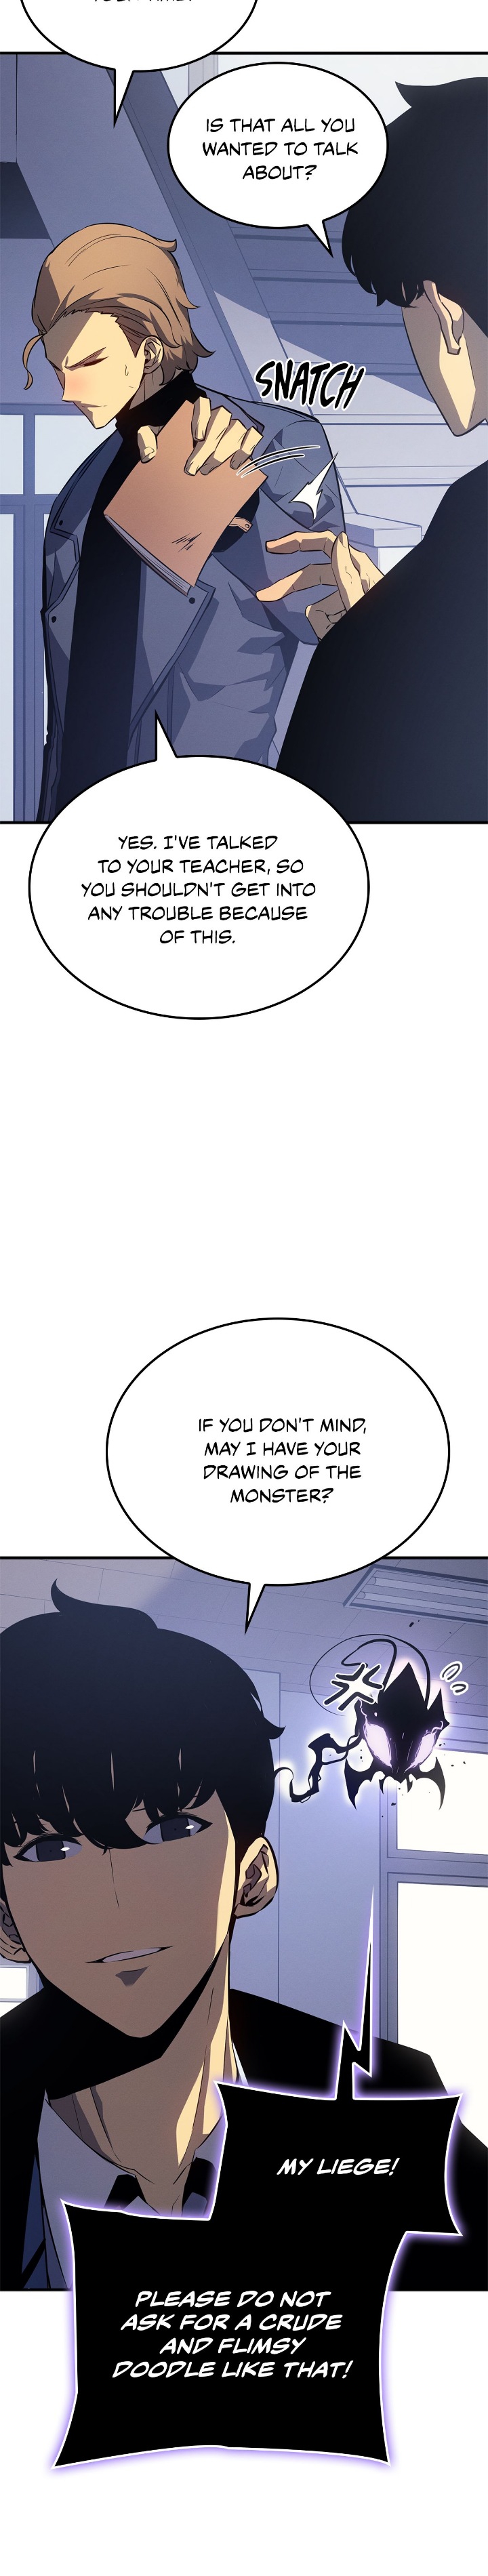 IS THAT ALL YOU
WANTED TO TALK
ABOUT?
SNATCH
YES. I'VE TALKED
TO YOUR TEACHER, SO
YOU SHOULDN'T GET INTO
ANY TROUBLE BECAUSE
OF THIS.
IF YOU DON'T MIND,
MAY I HAVE YOUR
DRAWING OF THE
MONSTER?
MY LIEGE!
PLEASE DO NOT
ASK FOR A CRUDE
AND FLIMSY
DOODLE LIKE THAT!